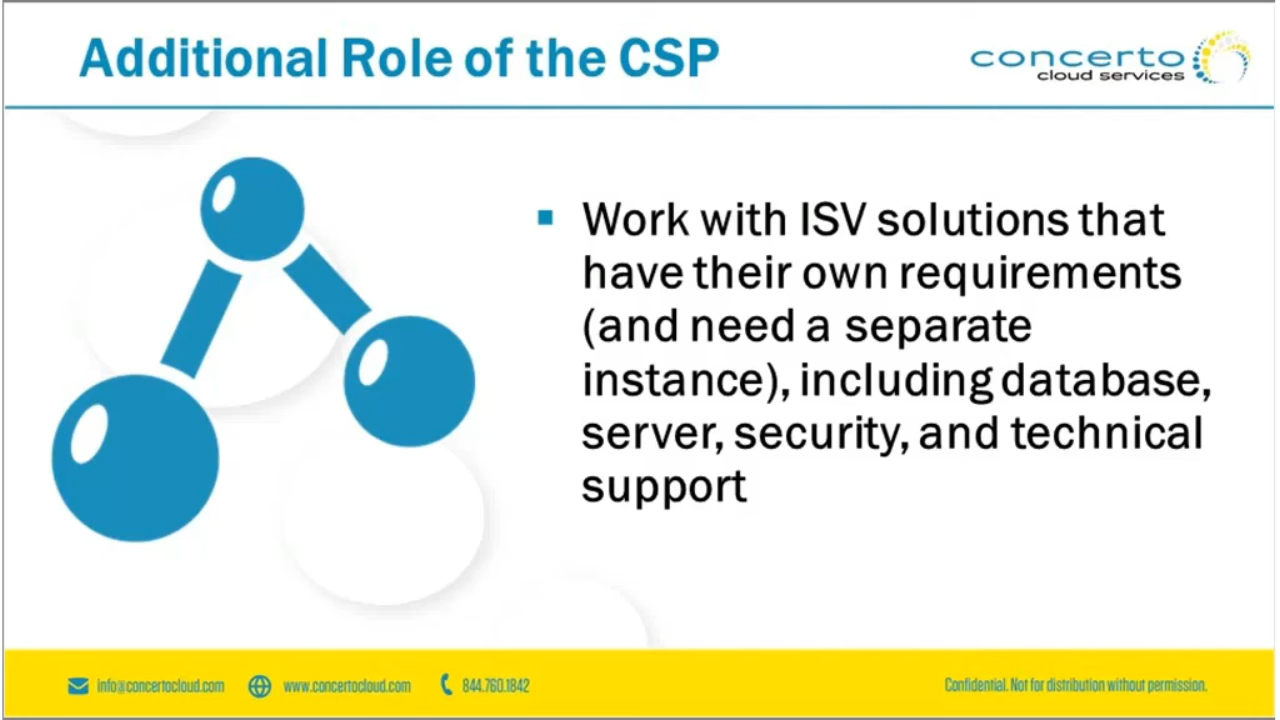 Additional Role of the CSP
concerto
cloud services
Work with ISV solutions that
have their own requirements
(and need a separate
instance), including database,
server, security, and technical
support
info@concertocloud.com www.concertocloud.com 844.760.1842 Confidential. Not for distribution without permission.